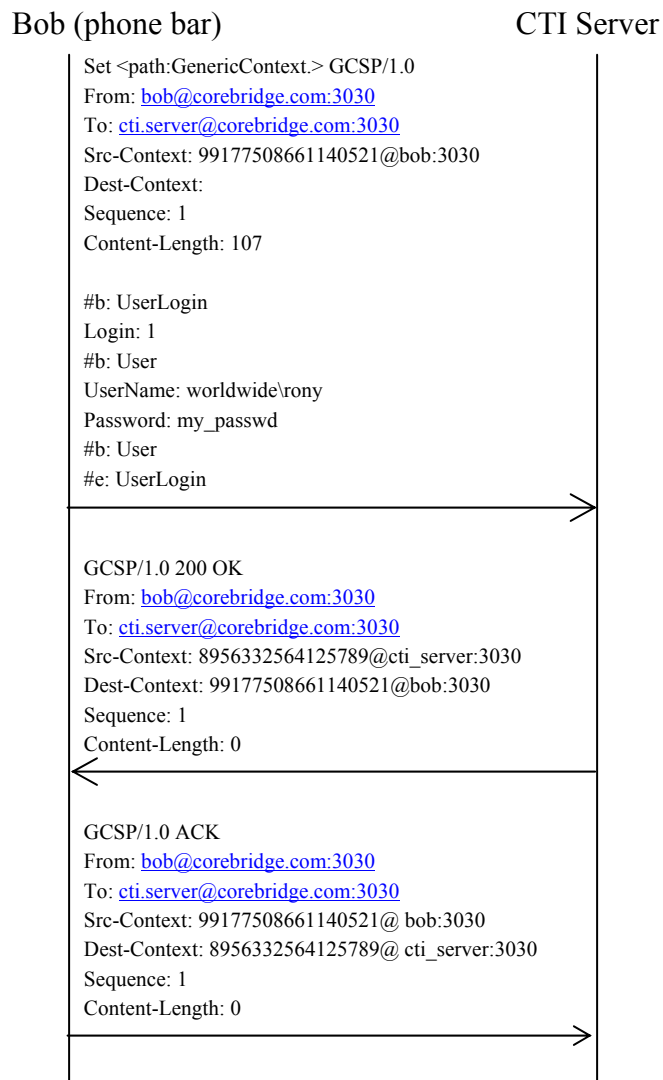 Bob (phone bar) CTI Server
Set <path:GenericContext.> GCSP/1.0
From: bob@corebridge.com:3030
To: cti.server@corebridge.com:3030
Src-Context: 99177508661140521@bob:3030
Dest-Context:
Sequence: 1
Content-Length: 107
#b: UserLogin
Login: 1
#b: User
UserName: worldwide\rony
Password: my_passwd
#b: User
#e: UserLogin
GCSP/1.0 200 OK
From: bob@corebridge.com:3030
To: cti.server@corebridge.com:3030
Src-Context: 8956332564125789@cti_server:3030
Dest-Context: 99177508661140521@bob:3030
Sequence: 1
Content-Length: 0
GCSP/1.0 ACK
From: bob@corebridge.com:3030
To: cti.server@corebridge.com:3030
Src-Context: 99177508661140521@ bob:3030
Dest-Context: 8956332564125789@ cti_server:3030
Sequence: 1
Content-Length: 0